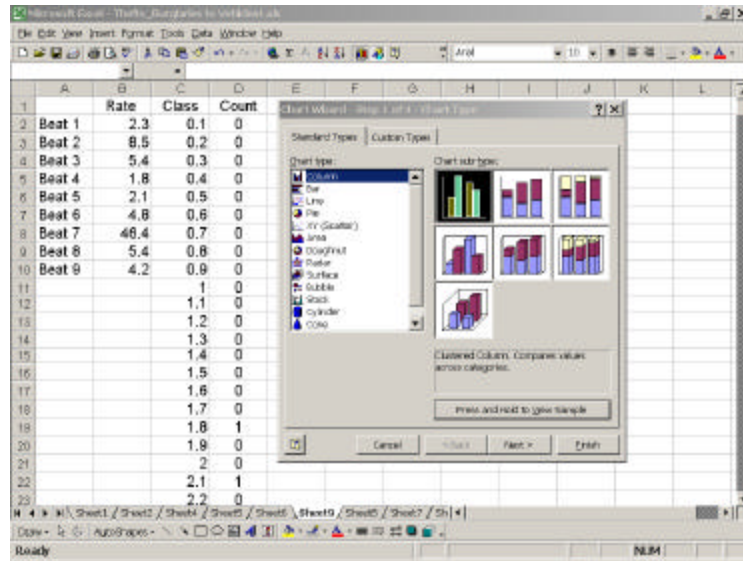 Microsoft Excel - Thefts_Burglaries to
File Edit View Insert Format Tools Data Window Help
Arial 10
A B C D E F G H I J K L
1 Rate Class Count
2 Beat 1 2.3 0.1 0
3 Beat 2 8.5 0.2 0
4 Beat 3 5.4 0.3 0
5 Beat 4 1.8 0.4 0
6 Beat 5 2.1 0.5 0
7 Beat 6 4.8 0.6 0
8 Beat 7 46.4 0.7 0
9 Beat 8 5.4 0.8 0
10 Beat 9 4.2 0.9 0
11 1 0
12 1.1 0
13 1.2 0
14 1.3 0
15 1.4 0
16 1.5 0
17 1.6 0
18 1.7 0
19 1.8 1
20 1.9 0
21 2 0
22 2.1 1
23 2.2 0
Chart Wizard - Step 1 of 4 - Chart Type
Standard Types Custom Types
Chart type:
Column
Bar
Line
Pie
XY (Scatter)
Area
Doughnut
Radar
Surface
Bubble
Stock
Cylinder
Cone
Chart sub-type:
Clustered Column. Compares values
across categories.
Press and Hold to View Sample
Cancel < Back Next > Finish
Sheet1 / Sheet2 / Sheet4 / Sheet5 / Sheet6 / Sheet9 / Sheet8 / Sheet7 / Sh
Draw AutoShapes
Ready NUM